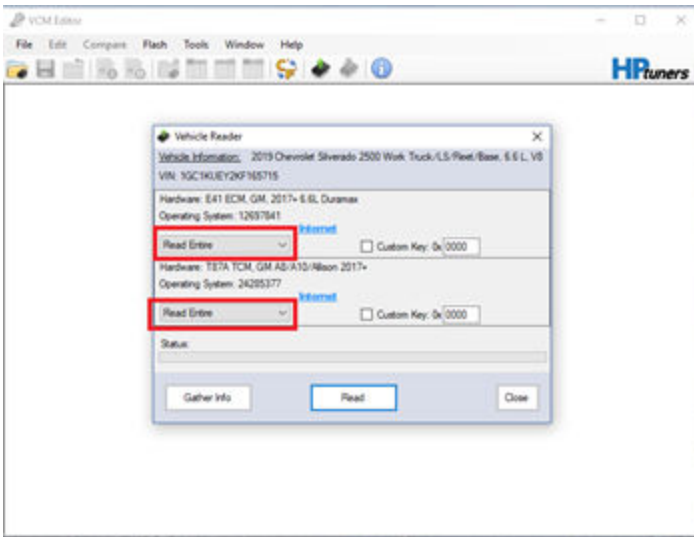 VCM Editor
File Edit Compare Flash Tools Window Help
HPtuners
Vehicle Reader
Vehicle Information: 2019 Chevrolet Silverado 2500 Work Truck/LS/Fleet/Base, 6.6 L, V8
VIN: 1GC1KUEY2KF165715
Hardware: E41 ECM, GM, 2017+ 6.6L Duramax
Operating System: 12697841
Internet
Read Entire
Custom Key: 0x 0000
Hardware: T87A TCM, GM A8/A10/Allison 2017+
Operating System: 24285377
Internet
Read Entire
Custom Key: 0x 0000
Status:
Gather Info Read Close